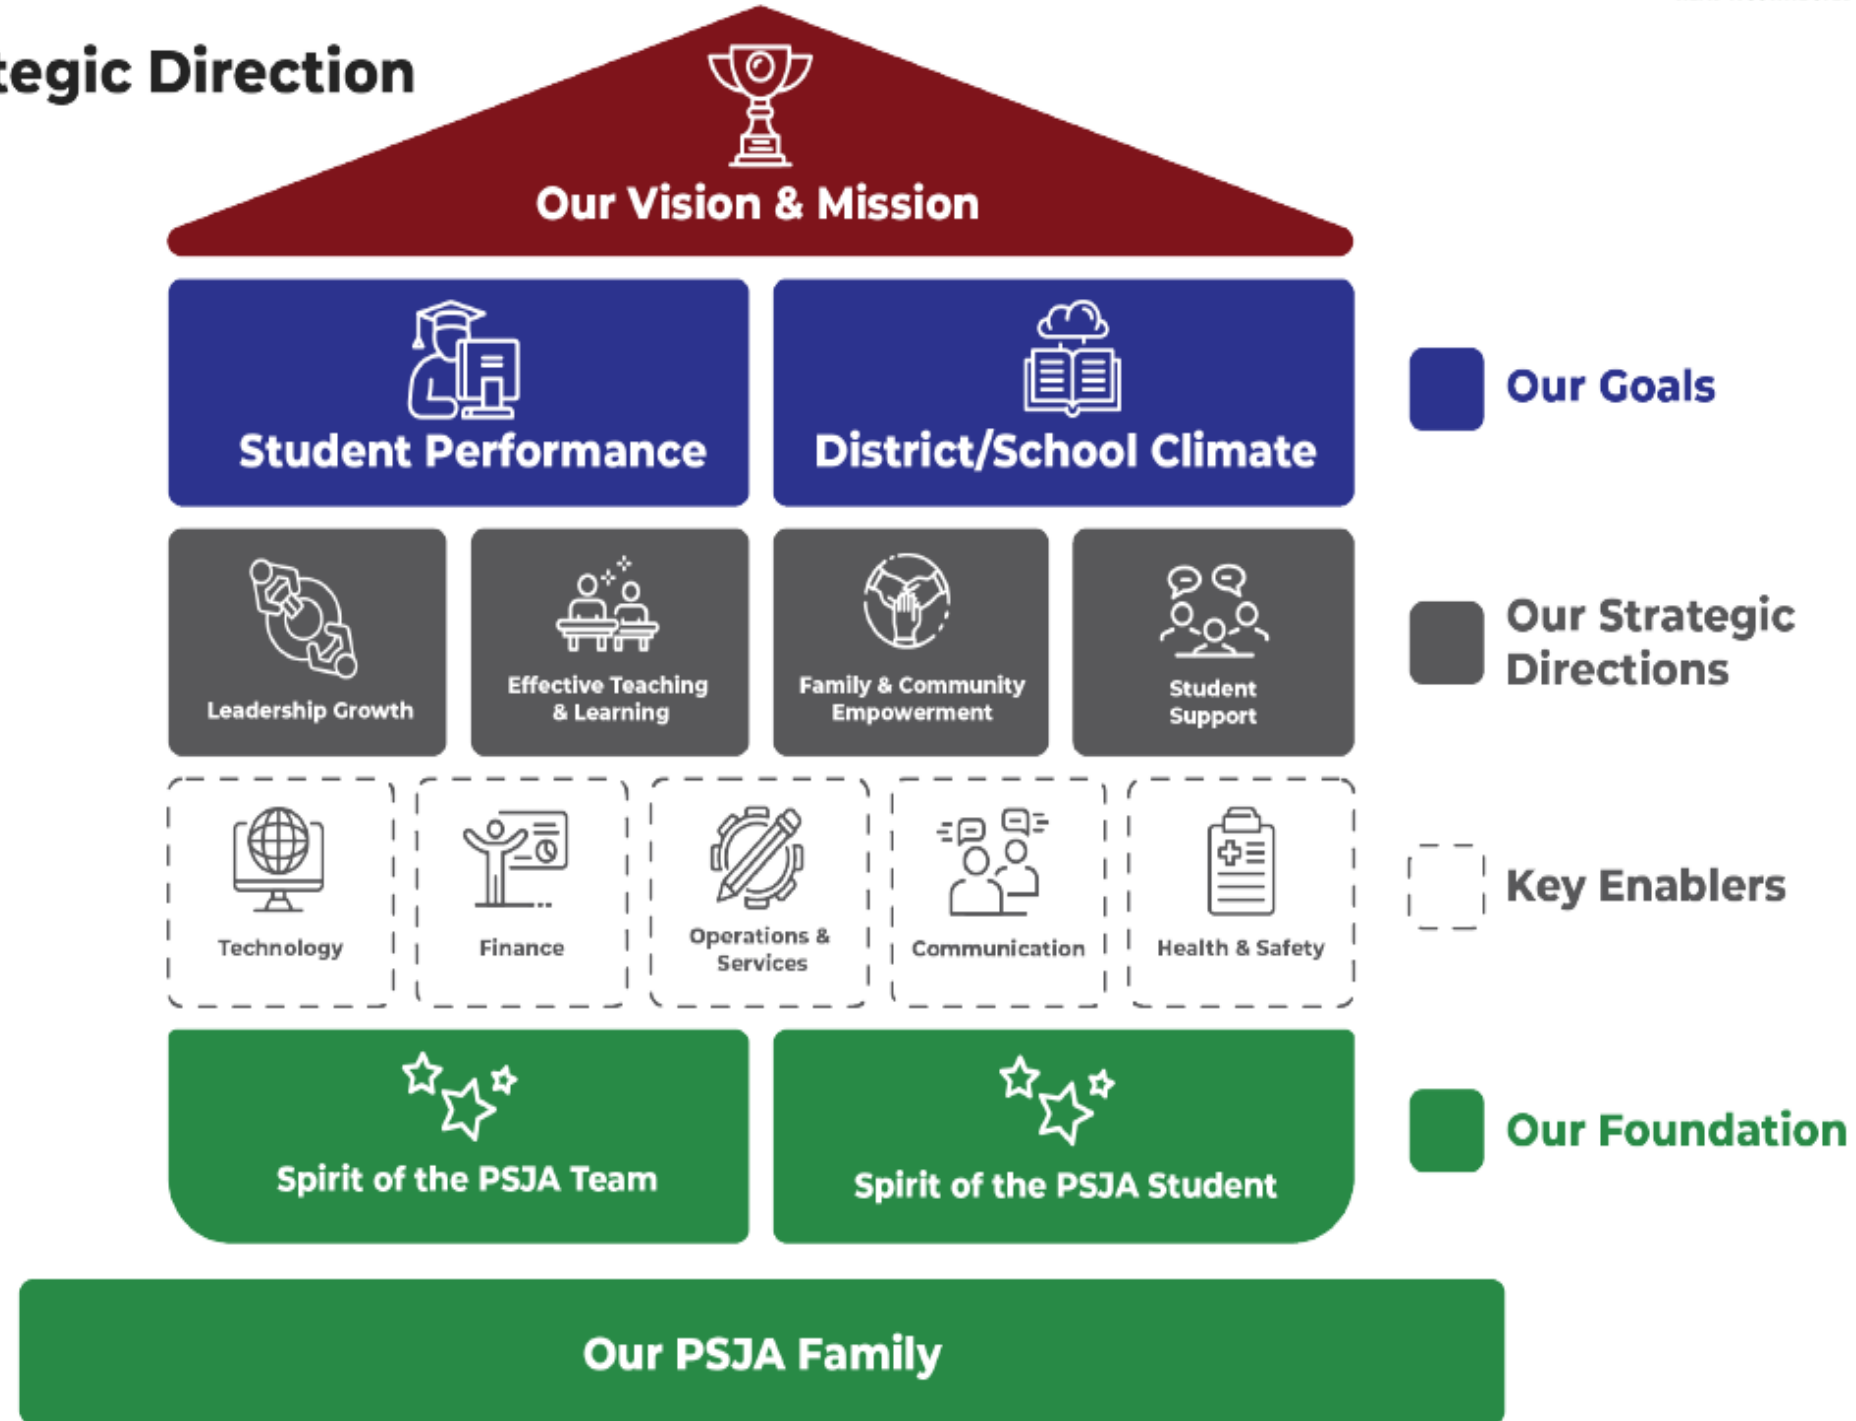 tegic Direction
Our Vision & Mission
Student Performance
District/School Climate
Our Goals
Leadership Growth
Effective Teaching
& Learning
Family & Community
Empowerment
Student
Support
Our Strategic
Directions
Technology
Finance
Operations &
Services
Communication
Health & Safety
Key Enablers
Spirit of the PSJA Team
Spirit of the PSJA Student
Our Foundation
Our PSJA Family